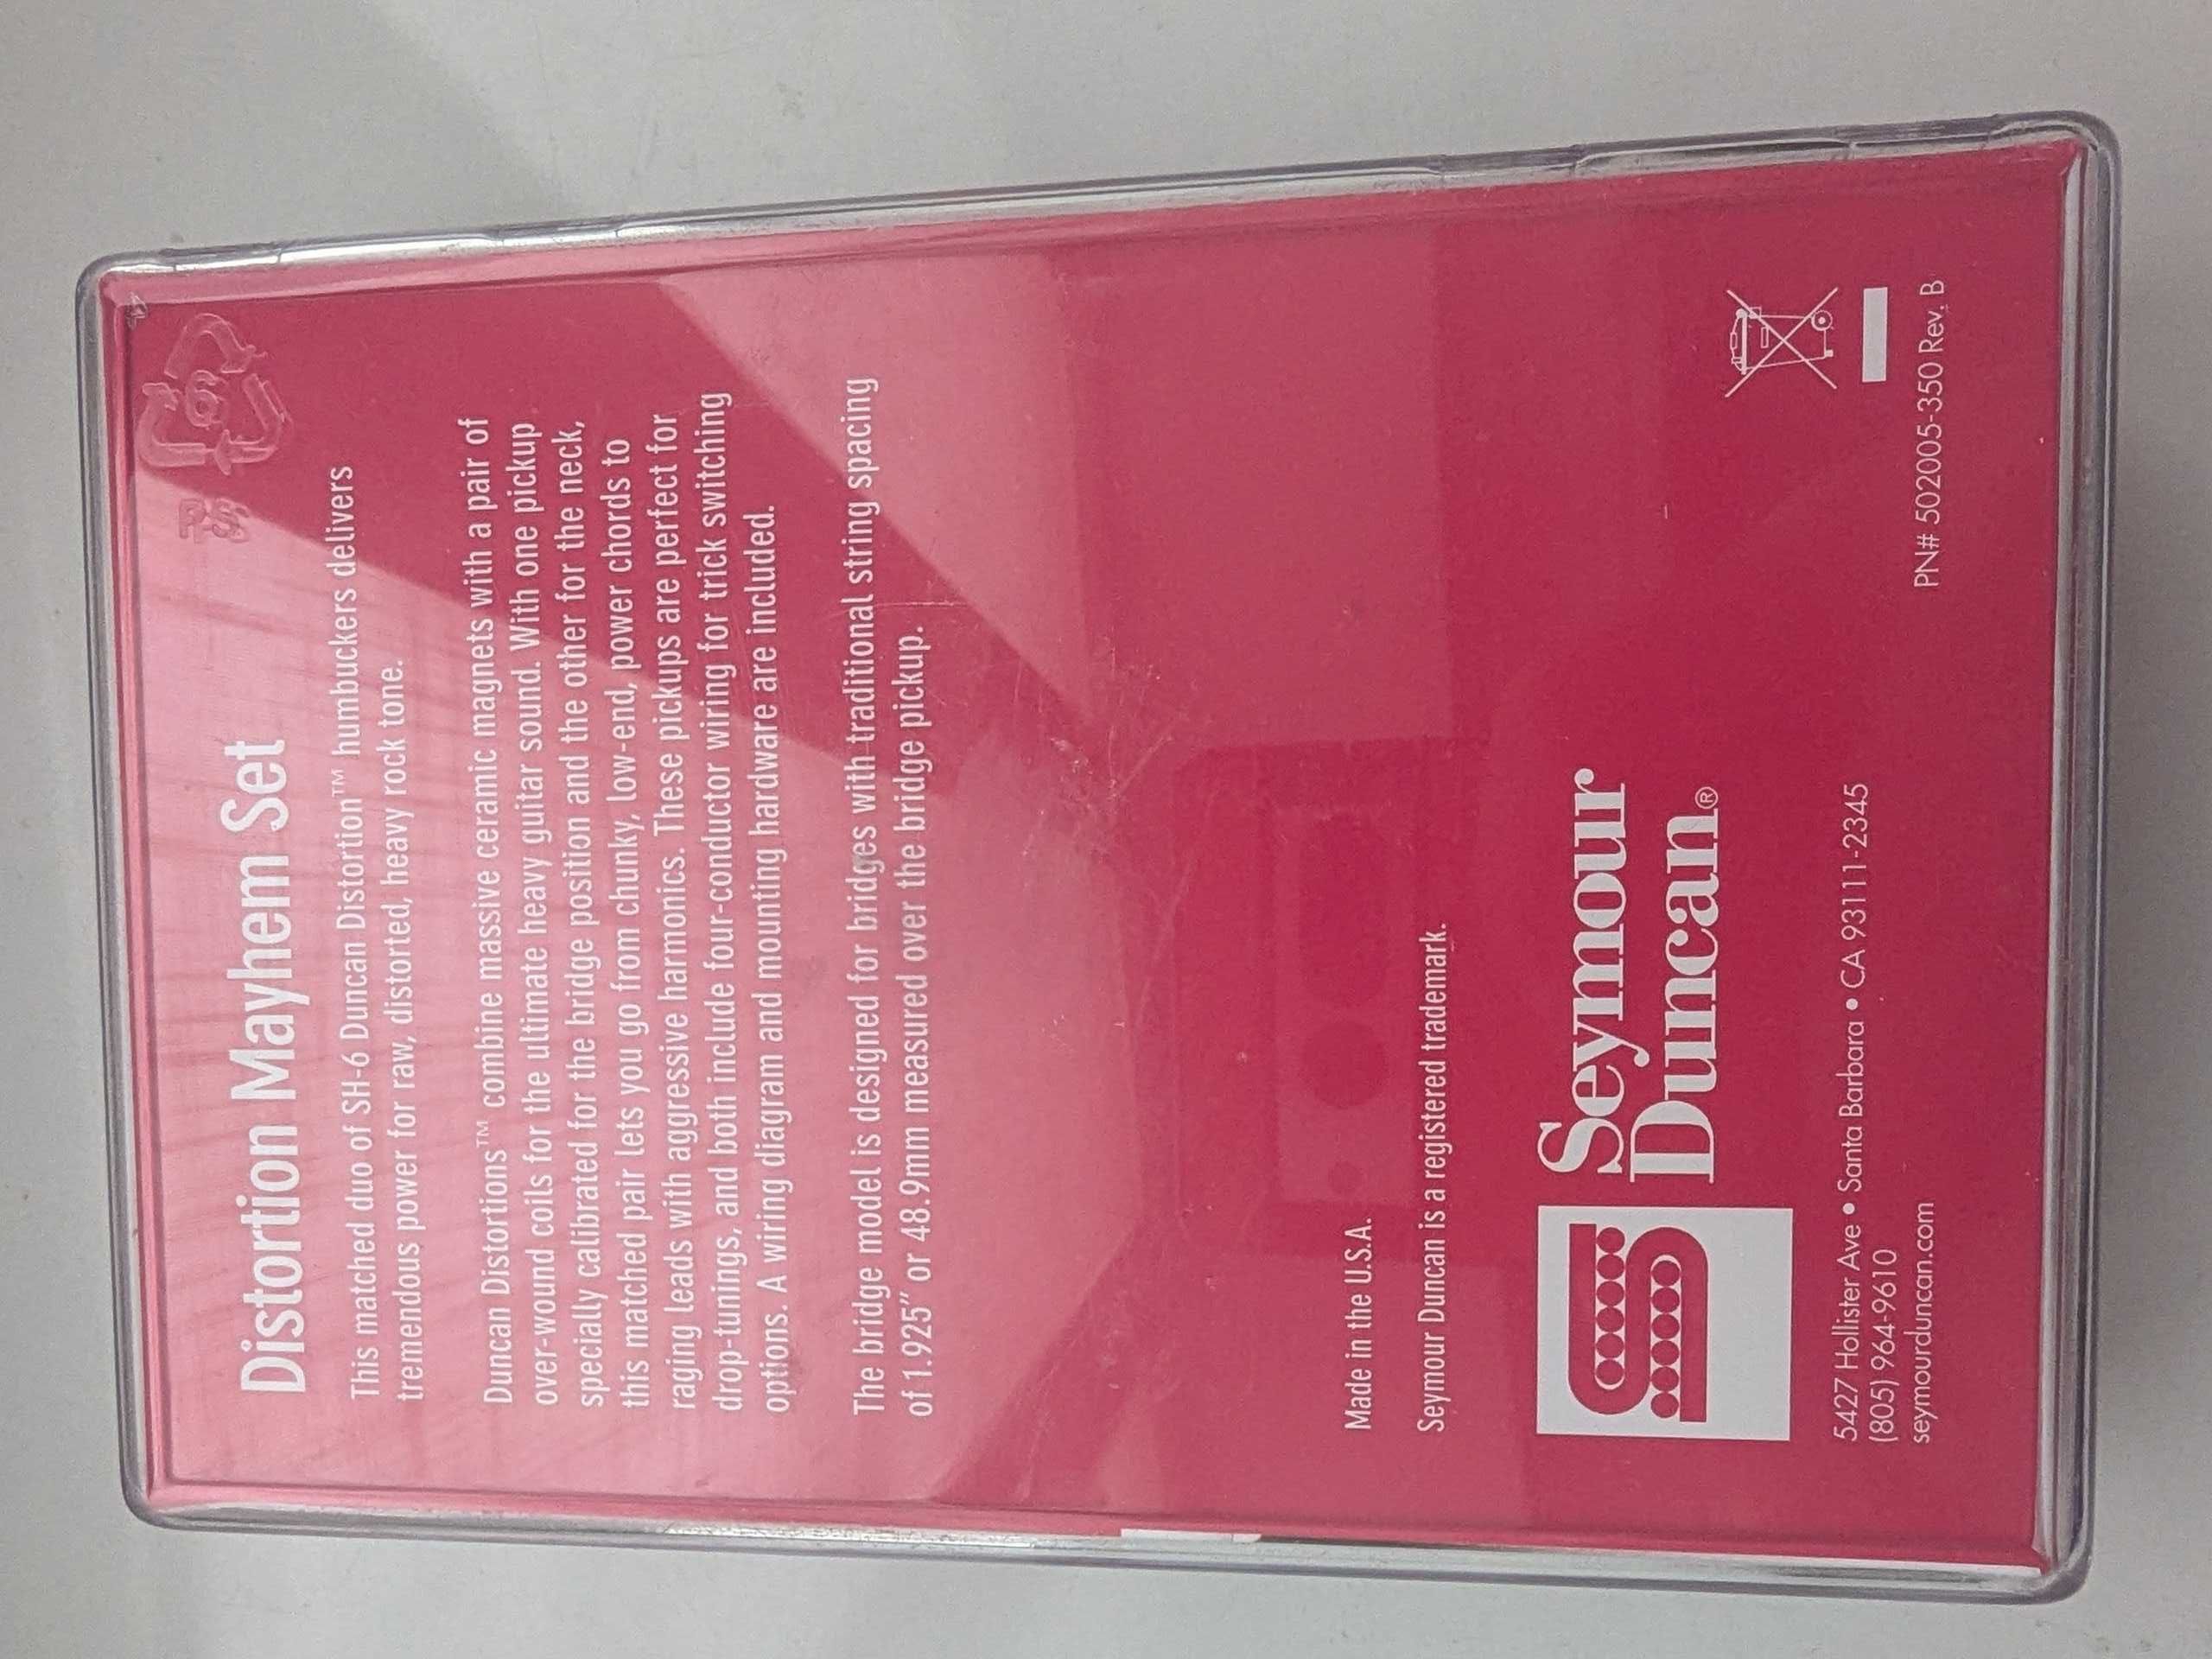 Distortion Mayhem Set
This matched duo of SH-6 Duncan Distortion™ humbuckers delivers
tremendous power for raw, distorted, heavy rock tone.
Duncan Distortions™ combine massive ceramic magnets with a pair of
over-wound coils for the ultimate heavy guitar sound. With one pickup
specially calibrated for the bridge position and the other for the neck,
this matched pair lets you go from chunky, low-end, power chords to
raging leads with aggressive harmonics. These pickups are perfect for
drop-tunings, and both include four-conductor wiring for trick switching
options. A wiring diagram and mounting hardware are included.
The bridge model is designed for bridges with traditional string spacing
of 1.925" or 48.9mm measured over the bridge pickup.
Made in the U.S.A.
Seymour Duncan is a registered trademark.
Seymour
Duncan®
5427 Hollister Ave • Santa Barbara • CA 93111-2345
(805) 964-9610
seymourduncan.com
PN# 502005-350 Rev. B
6
PS